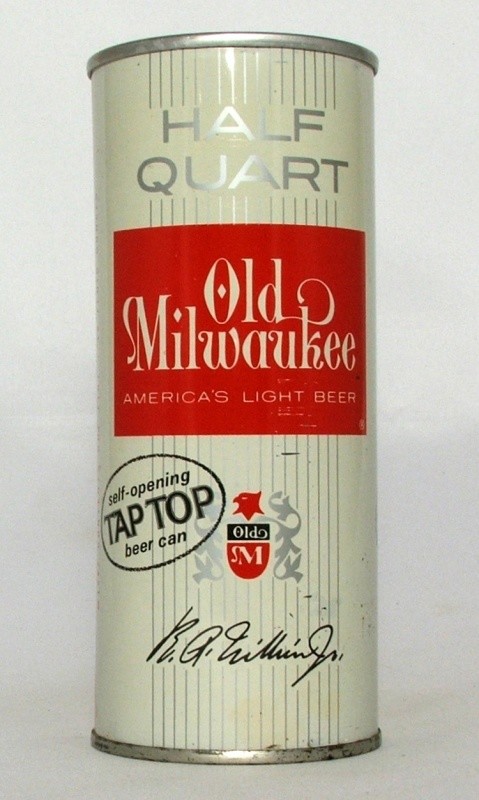 HALF
QUART
Old
Milwaukee
AMERICA'S LIGHT BEER
®
self-opening
TAP TOP
beer can
Old
M